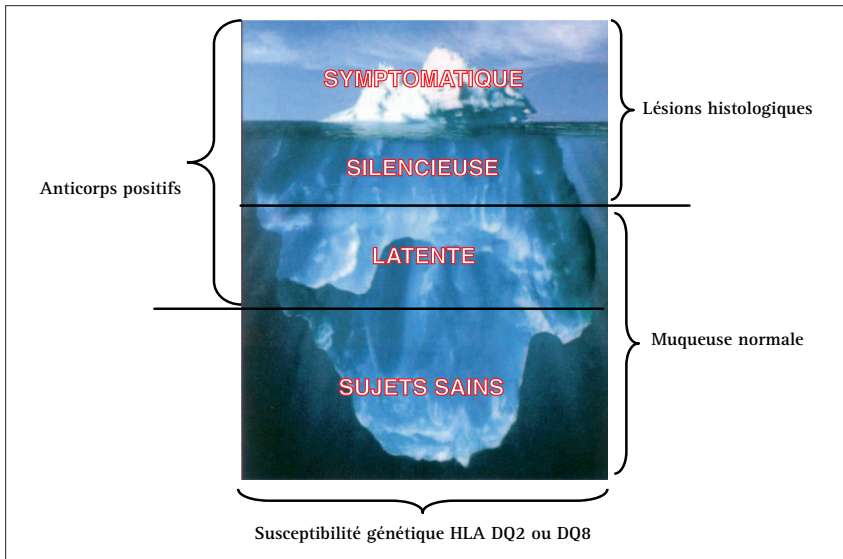 SYMPTOMATIQUE
Lésions histologiques
SILENCIEUSE
Anticorps positifs
LATENTE
Muqueuse normale
SUJETS SAINS
Susceptibilité génétique HLA DQ2 ou DQ8